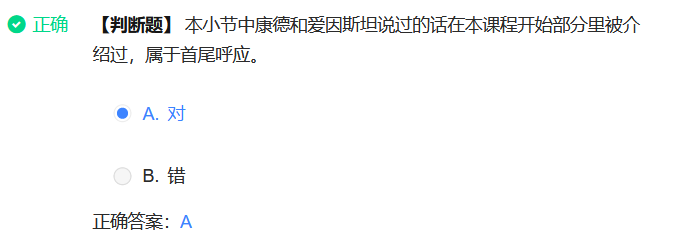 正确 【判断题】 本小节中康德和爱因斯坦说过的话在本课程开始部分里被介
绍过，属于首尾呼应。
A. 对
B. 错
正确答案：A